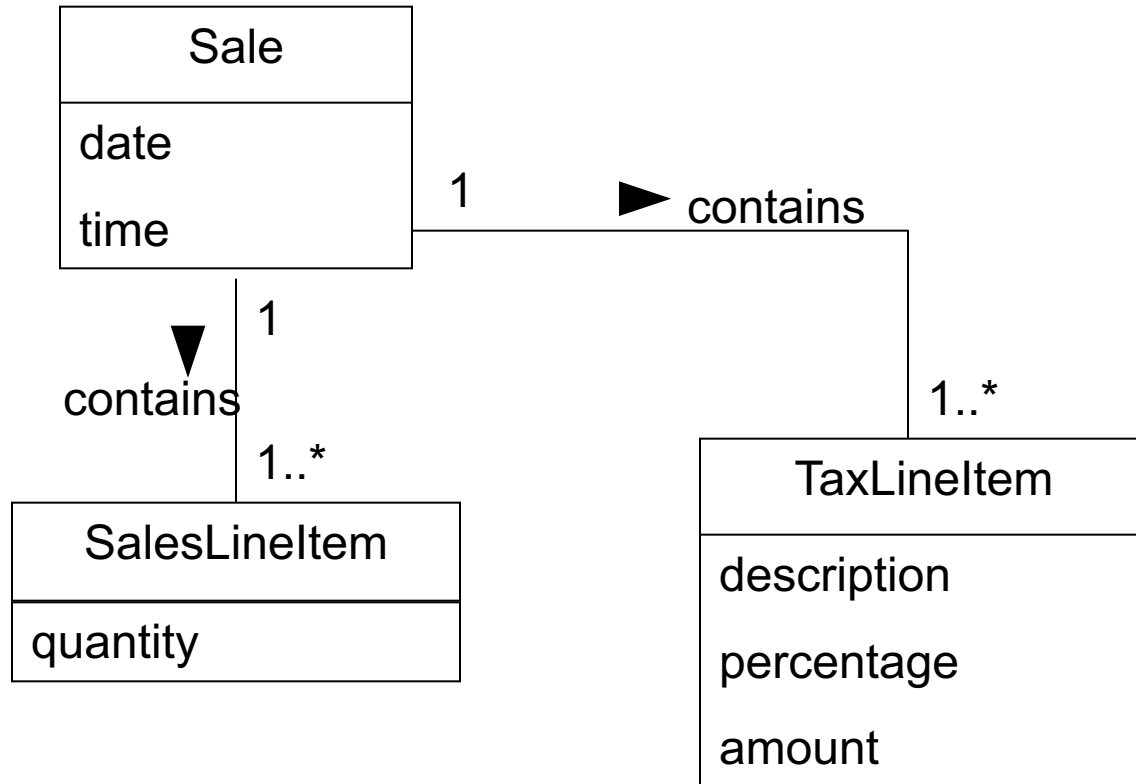 Sale
date
time
1
contains
1
contains
1..*
1..*
SalesLineItem
quantity
TaxLineItem
description
percentage
amount